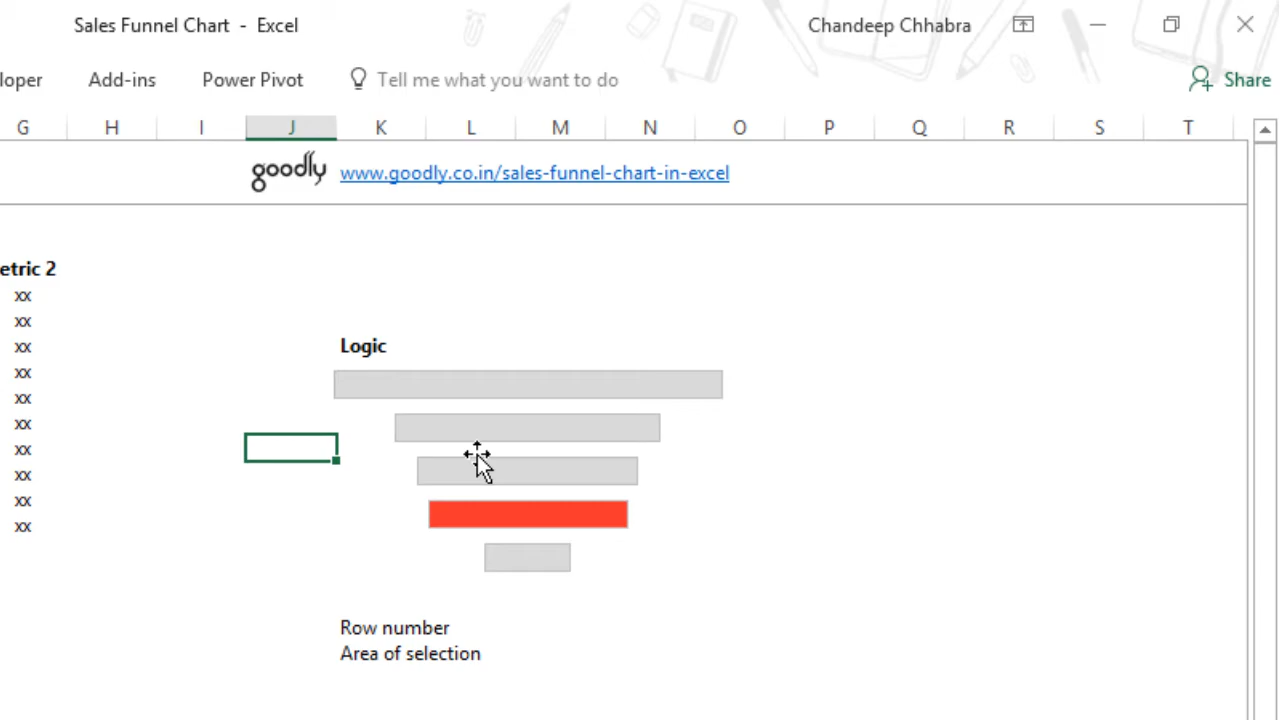 Sales Funnel Chart - Excel
Chandeep Chhabra
loper Add-ins Power Pivot Tell me what you want to do Share
G H I J K L M N O P Q R S T
goodly www.goodly.co.in/sales-funnel-chart-in-excel
etric 2
xx
xx
Logic
xx
xx
xx
xx
xx
xx
xx
xx
Row number
Area of selection